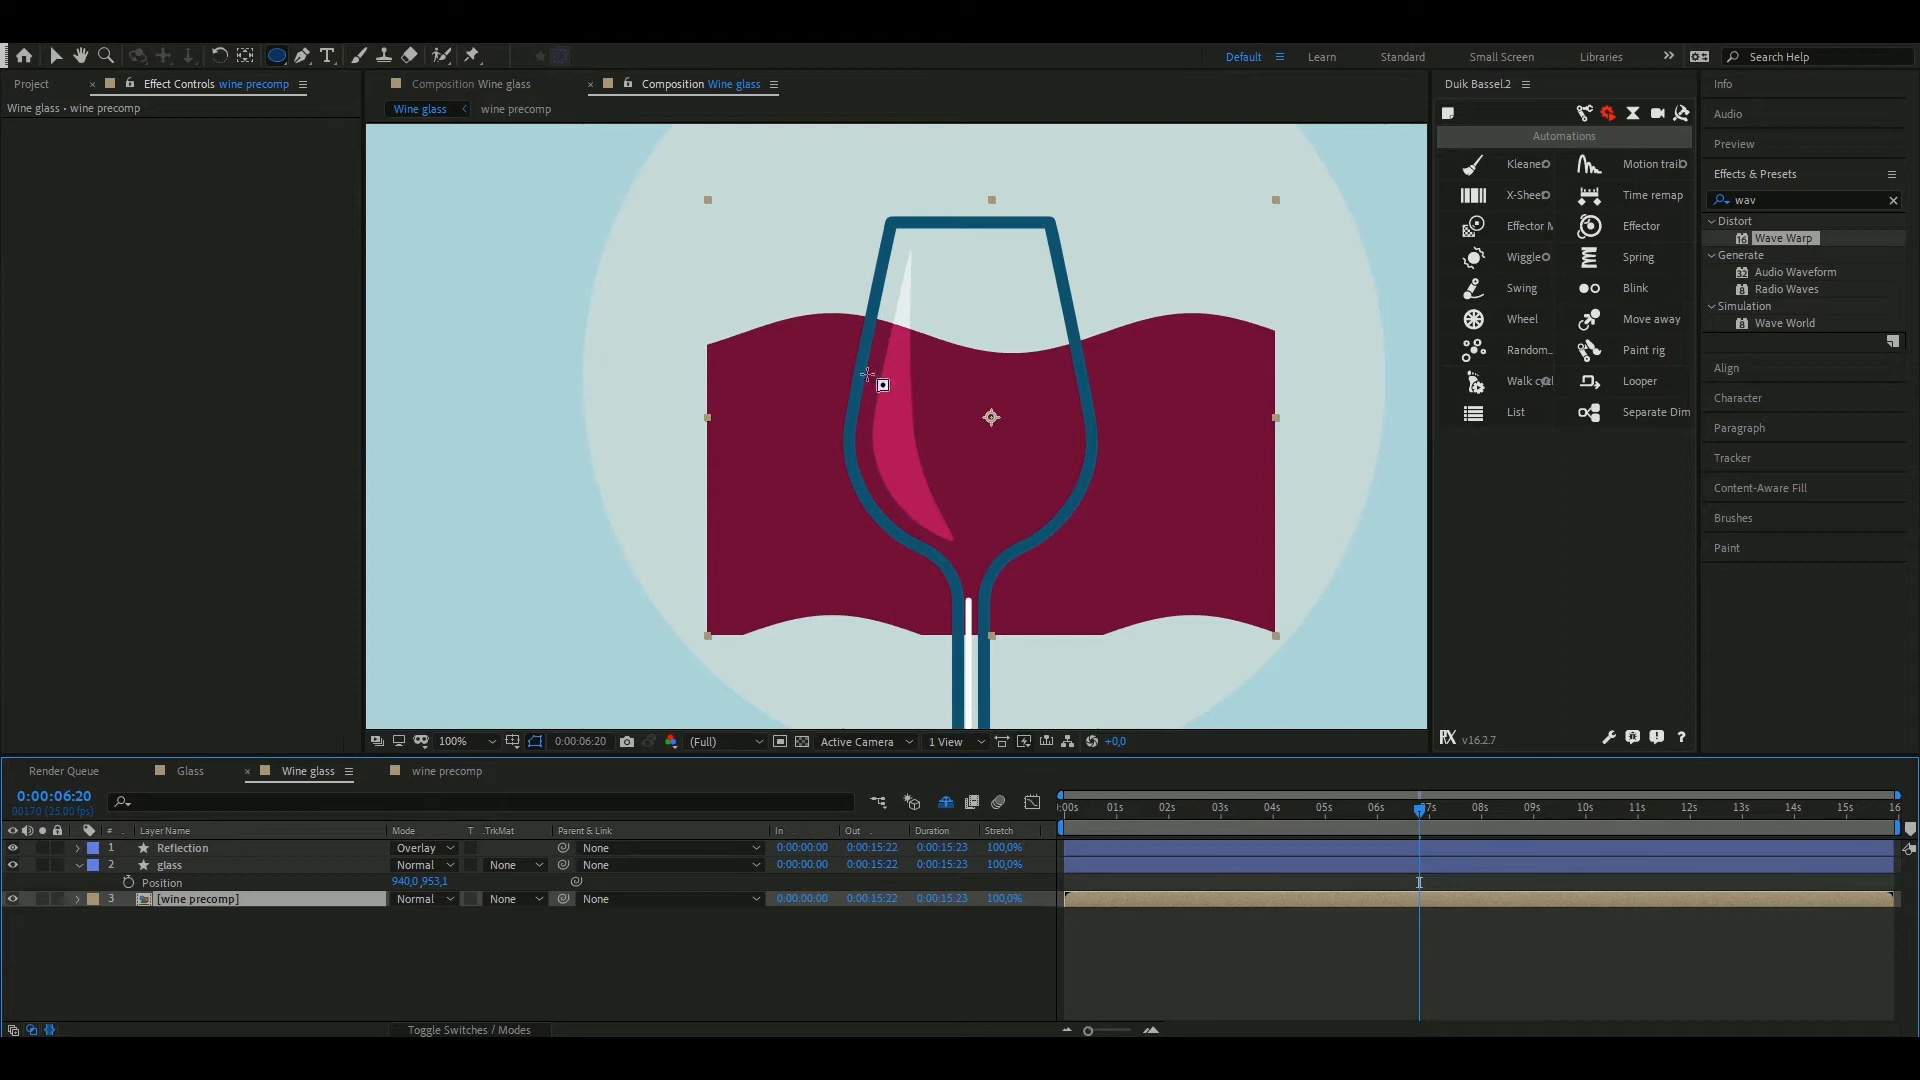 Default
Learn
Standard
Small Screen
Libraries
Search Help
Project
Effect Controls wine precomp
Composition Wine glass
Composition Wine glass
Duik Bassel.2
Info
Wine glass • wine precomp
Wine glass
wine precomp
Automations
Audio
Preview
Effects & Presets
wav
Distort
Wave Warp
Generate
Audio Waveform
Radio Waves
Simulation
Wave World
Kleaner
Motion trail
X-Sheet
Time remap
Effector M
Effector
Wiggle
Spring
Swing
Blink
Wheel
Move away
Random...
Paint rig
Walk cycl
Looper
List
Separate Dim
Align
Character
Paragraph
Tracker
Content-Aware Fill
Brushes
Paint
v16.2.7
100%
0:00:06:20
(Full)
Active Camera
1 View
+0,0
Render Queue
Glass
Wine glass
wine precomp
0:00:06:20
00170 (25.00 fps)
:00s 01s 02s 03s 04s 05s 06s 07s 08s 09s 10s 11s 12s 13s 14s 15s 16
# Layer Name Mode T .TrkMat Parent & Link In Out Duration Stretch
1 Reflection Overlay None 0:00:00:00 0:00:15:22 0:00:15:23 100,0%
2 glass Normal None None 0:00:00:00 0:00:15:22 0:00:15:23 100,0%
Position 940,0,953,1
3 [wine precomp] Normal None None 0:00:00:00 0:00:15:22 0:00:15:23 100,0%
Toggle Switches / Modes